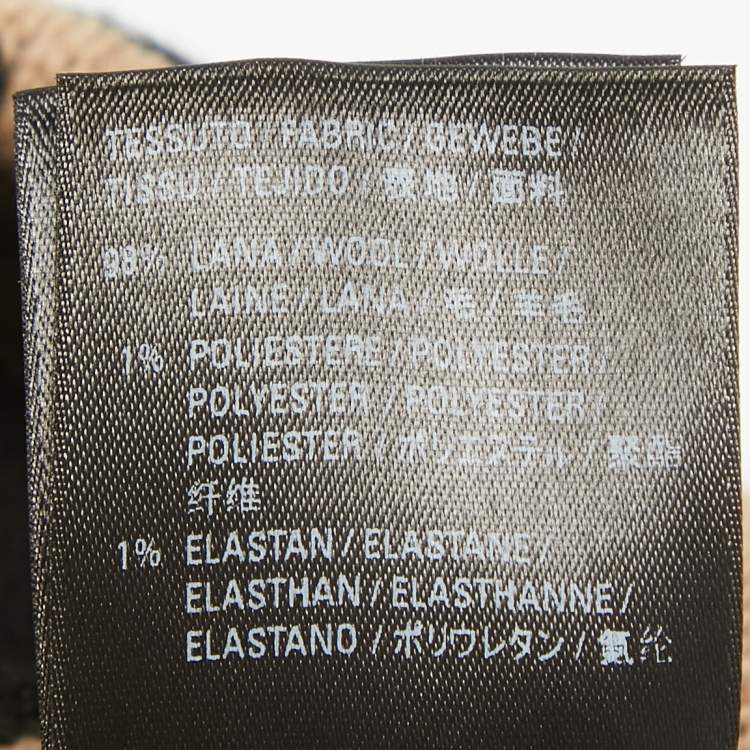 TESSUTO / FABRIC / GEWEBE /
TISSU / TEJIDO / 表地 / 面料
98% LANA / WOOL / WOLLE /
LAINE / LANA / 毛 / 羊毛
1% POLIESTERE / POLYESTER /
POLYESTER / POLYESTER /
POLIESTER / ポリエステル / 聚酯
纤维
1% ELASTAN / ELASTANE /
ELASTHAN / ELASTHANNE /
ELASTANO / ポリウレタン / 氨纶